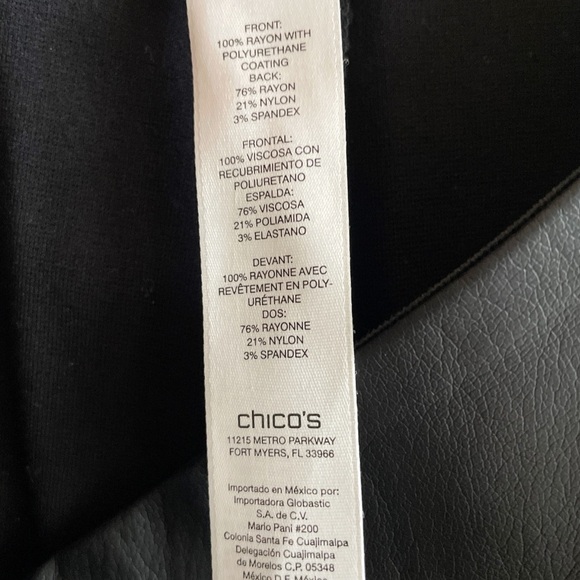 FRONT:
100% RAYON WITH
POLYURETHANE
COATING
BACK:
76% RAYON
21% NYLON
3% SPANDEX
FRONTAL:
100% VISCOSA CON
RECUBRIMIENTO DE
POLIURETANO
ESPALDA:
76% VISCOSA
21% POLIAMIDA
3% ELASTANO
DEVANT:
100% RAYONNE AVEC
REVÊTEMENT EN POLY-
URÉTHANE
DOS:
76% RAYONNE
21% NYLON
3% SPANDEX
chico's
11215 METRO PARKWAY
FORT MYERS, FL 33966
Importado en México por:
Importadora Globastic
S.A. de C.V.
Mario Pani #200
Colonia Santa Fe Cuajimalpa
Delegación Cuajimalpa
de Morelos C.P. 05348
México D.F. México